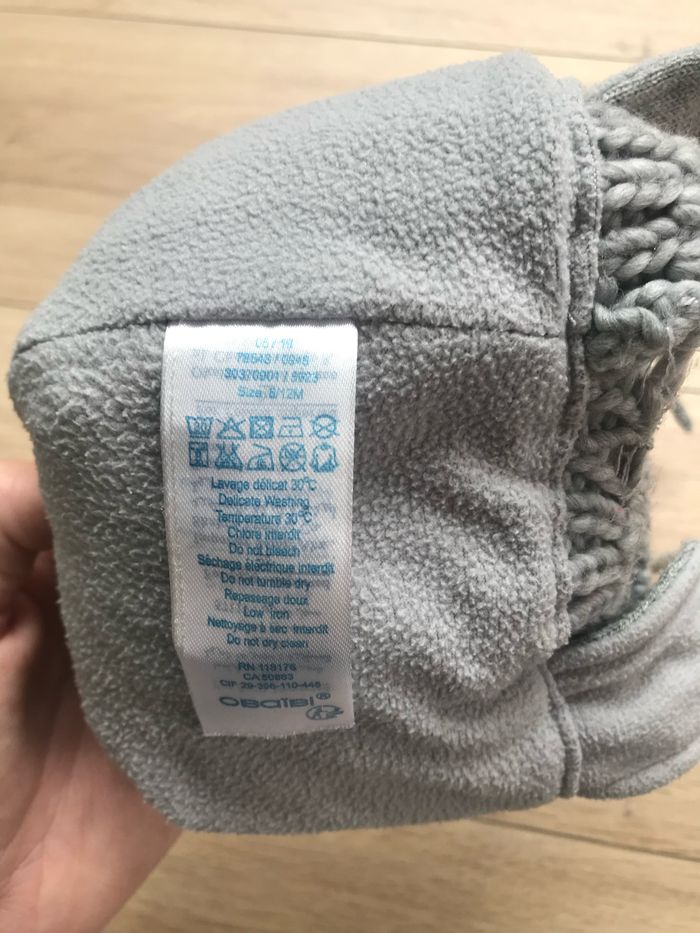 Size: 6/12M
Lavage délicat 30°C
Delicate Washing
Temperature 30°C
Chlore interdit
Do not bleach
Séchage électrique interdit
Do not tumble dry
Repassage doux
Low iron
Nettoyage à sec interdit
Do not dry clean
RN 118176
CA 50883
OBaïBi®